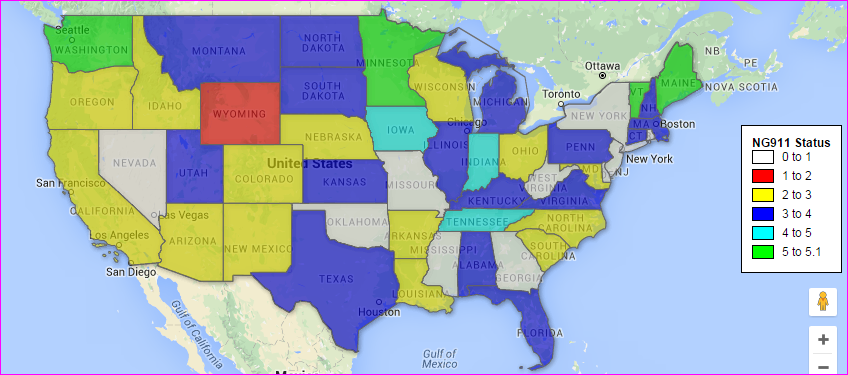 Seattle
WASHINGTON
MONTANA
NORTH
DAKOTA
MINNESOTA
Ottawa
NB
PE
MAINE
NOVA SCOTIA
OREGON
IDAHO
WYOMING
SOUTH
DAKOTA
WISCONSIN
MICHIGAN
Toronto
VT
NH
NEW YORK
MA
Boston
CT
NEVADA
UTAH
United States
COLORADO
NEBRASKA
IOWA
Chicago
ILLINOIS
INDIANA
OHIO
PENN
New York
NJ
MD
San Francisco
CALIFORNIA
Las Vegas
KANSAS
MISSOURI
WEST
VIRGINIA
VIRGINIA
KENTUCKY
Los Angeles
ARIZONA
NEW MEXICO
OKLAHOMA
ARKANSAS
TENNESSEE
NORTH
CAROLINA
SOUTH
CAROLINA
San Diego
TEXAS
MISSISSIPPI
ALABAMA
GEORGIA
LOUISIANA
Houston
FLORIDA
Gulf of
California
Gulf of
Mexico
NG911 Status
0 to 1
1 to 2
2 to 3
3 to 4
4 to 5
5 to 5.1
+
−